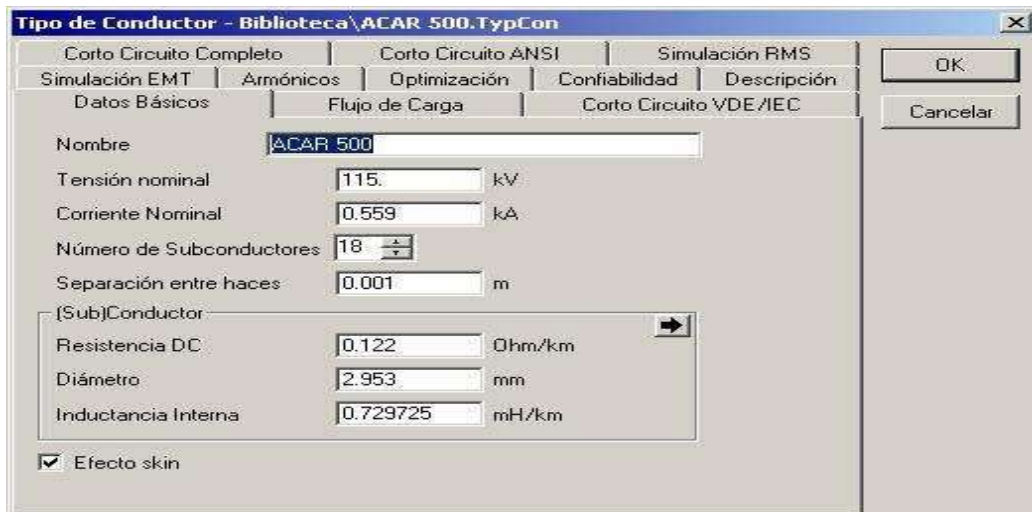 Tipo de Conductor - Biblioteca\ACAR 500.TypCon
Corto Circuito Completo Corto Circuito ANSI Simulación RMS
Simulación EMT Armónicos Optimización Confiabilidad Descripción
Datos Básicos Flujo de Carga Corto Circuito VDE/IEC
OK
Cancelar
Nombre ACAR 500
Tensión nominal 115. kV
Corriente Nominal 0.559 kA
Número de Subconductores 18
Separación entre haces 0.001 m
(Sub)Conductor
Resistencia DC 0.122 Ohm/km
Diámetro 2.953 mm
Inductancia Interna 0.729725 mH/km
Efecto skin